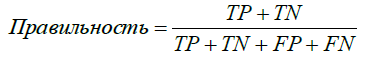 Правильность = (TP + TN) / (TP + TN + FP + FN)